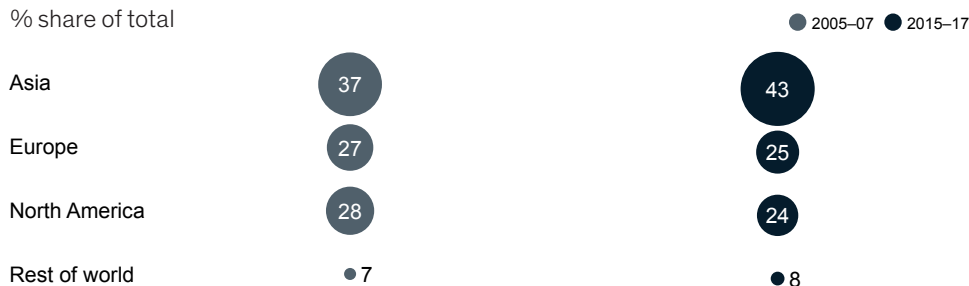 % share of total
2005–07 2015–17
Asia 37 43
Europe 27 25
North America 28 24
Rest of world 7 8